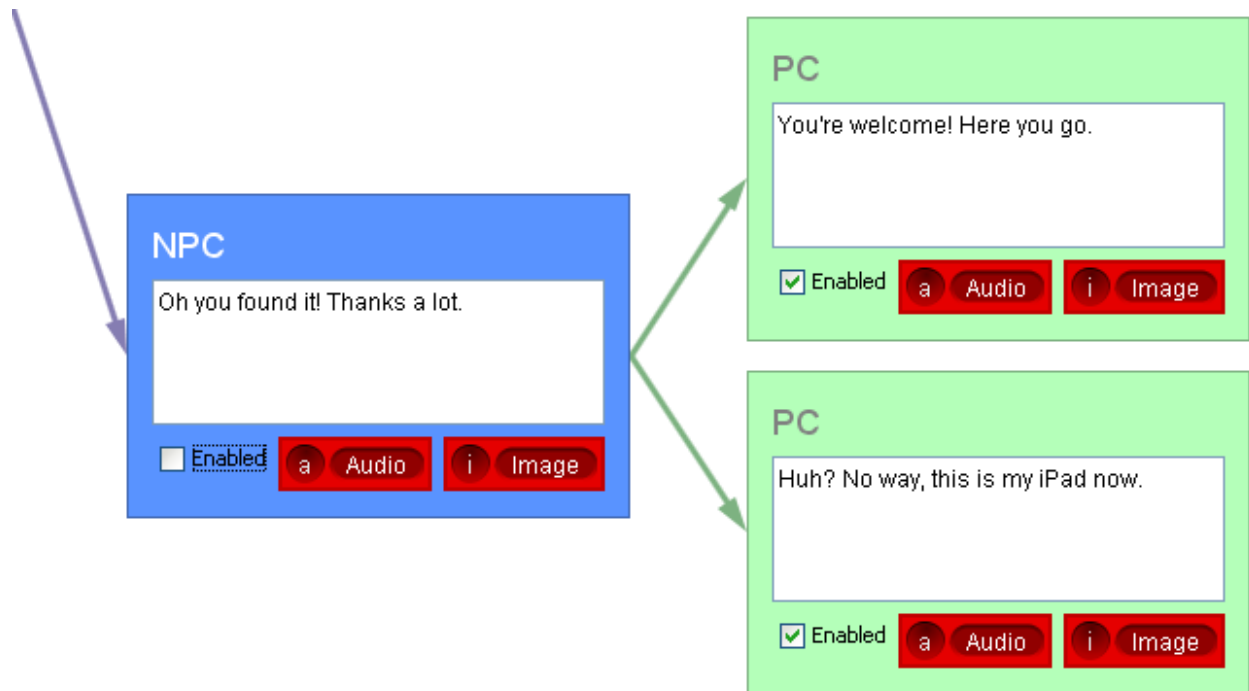 NPC
Oh you found it! Thanks a lot.
Enabled a Audio i Image
PC
You're welcome! Here you go.
Enabled a Audio i Image
PC
Huh? No way, this is my iPad now.
Enabled a Audio i Image